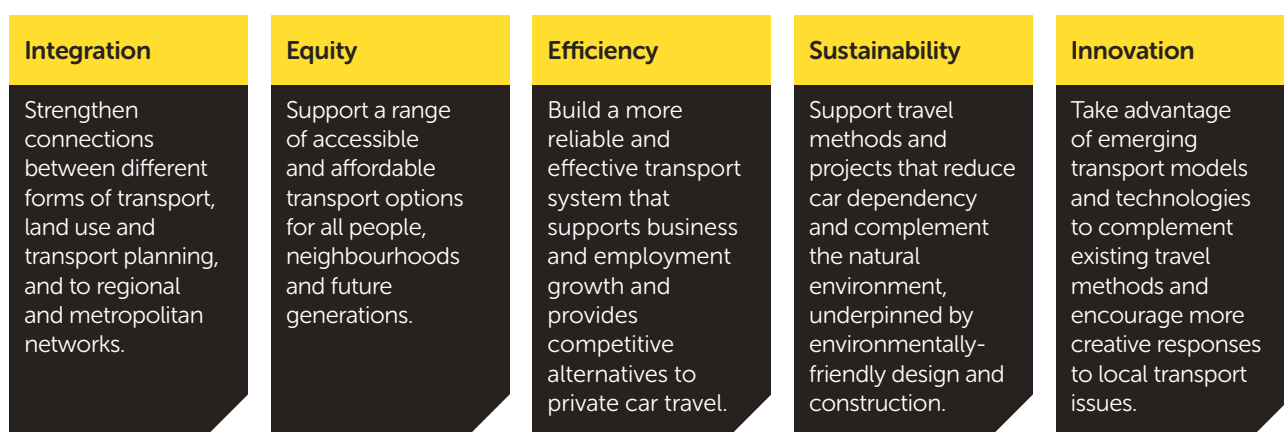 Integration
Strengthen
connections
between different
forms of transport,
land use and
transport planning,
and to regional
and metropolitan
networks.
Equity
Support a range
of accessible
and affordable
transport options
for all people,
neighbourhoods
and future
generations.
Efficiency
Build a more
reliable and
effective transport
system that
supports business
and employment
growth and
provides
competitive
alternatives to
private car travel.
Sustainability
Support travel
methods and
projects that reduce
car dependency
and complement
the natural
environment,
underpinned by
environmentally-
friendly design and
construction.
Innovation
Take advantage
of emerging
transport models
and technologies
to complement
existing travel
methods and
encourage more
creative responses
to local transport
issues.